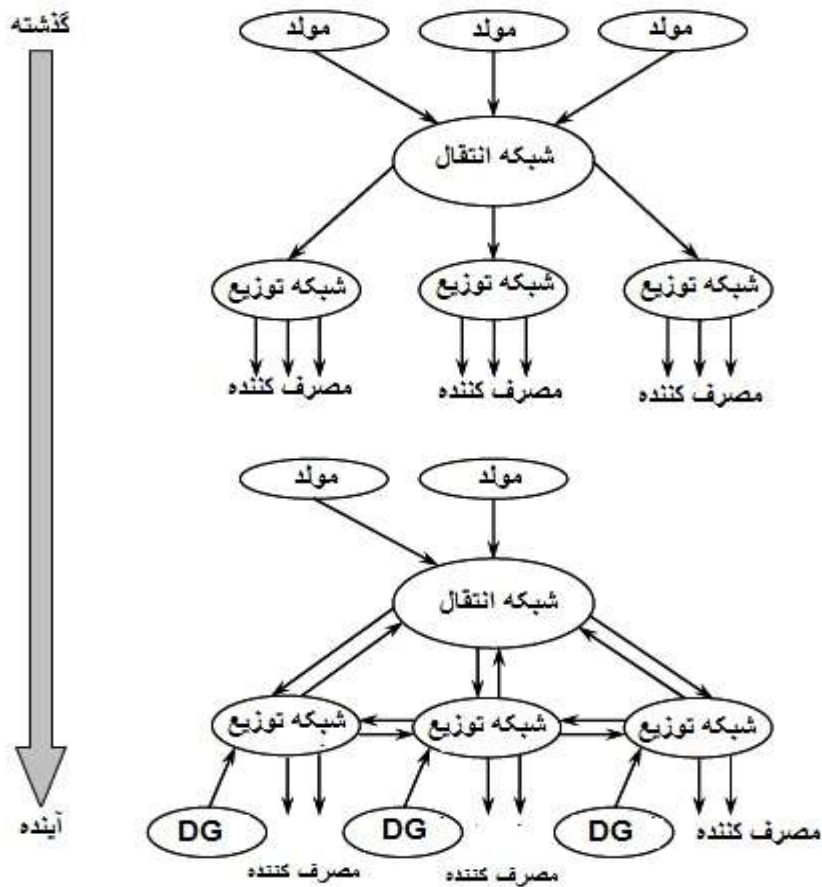 گذشته
مولد
مولد
مولد
شبکه انتقال
شبکه توزیع
شبکه توزیع
شبکه توزیع
مصرف کننده
مصرف کننده
مصرف کننده
مولد
مولد
شبکه انتقال
شبکه توزیع
شبکه توزیع
شبکه توزیع
آینده
DG
DG
DG
مصرف کننده
مصرف کننده
مصرف کننده